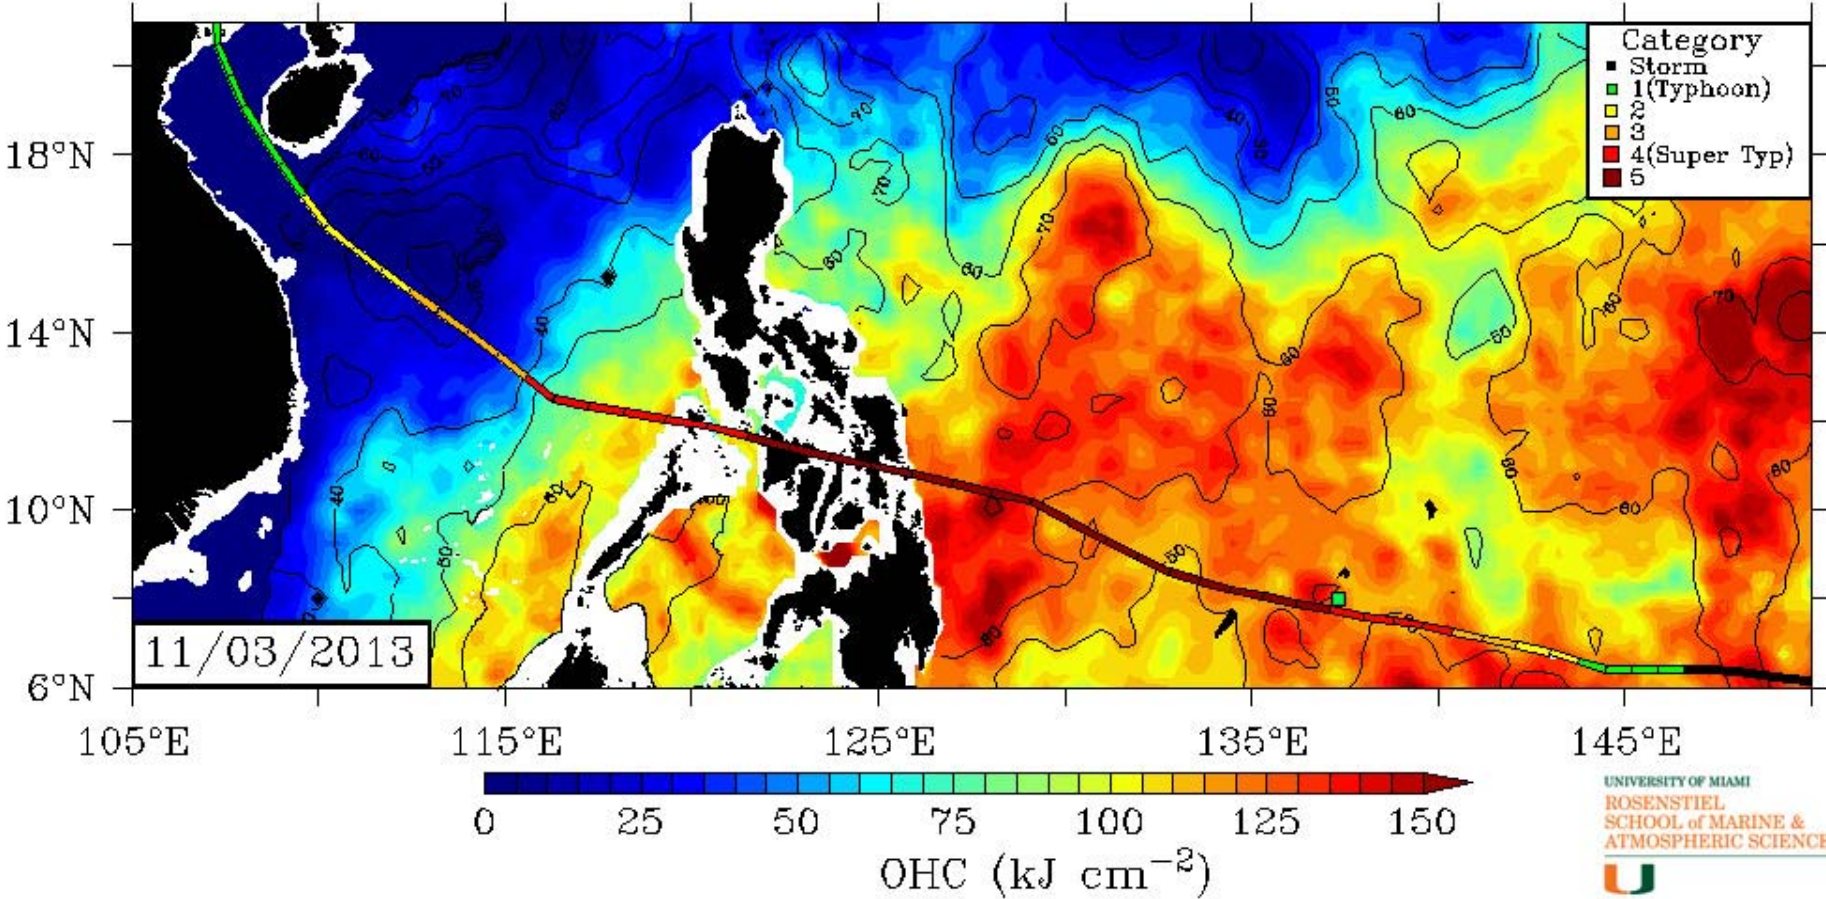 Category
Storm
1(Typhoon)
2
3
4(Super Typ)
5
18°N
14°N
10°N
6°N
11/03/2013
105°E 115°E 125°E 135°E 145°E
0 25 50 75 100 125 150
OHC (kJ cm⁻²)
UNIVERSITY OF MIAMI
ROSENSTIEL
SCHOOL of MARINE &
ATMOSPHERIC SCIENCE
U